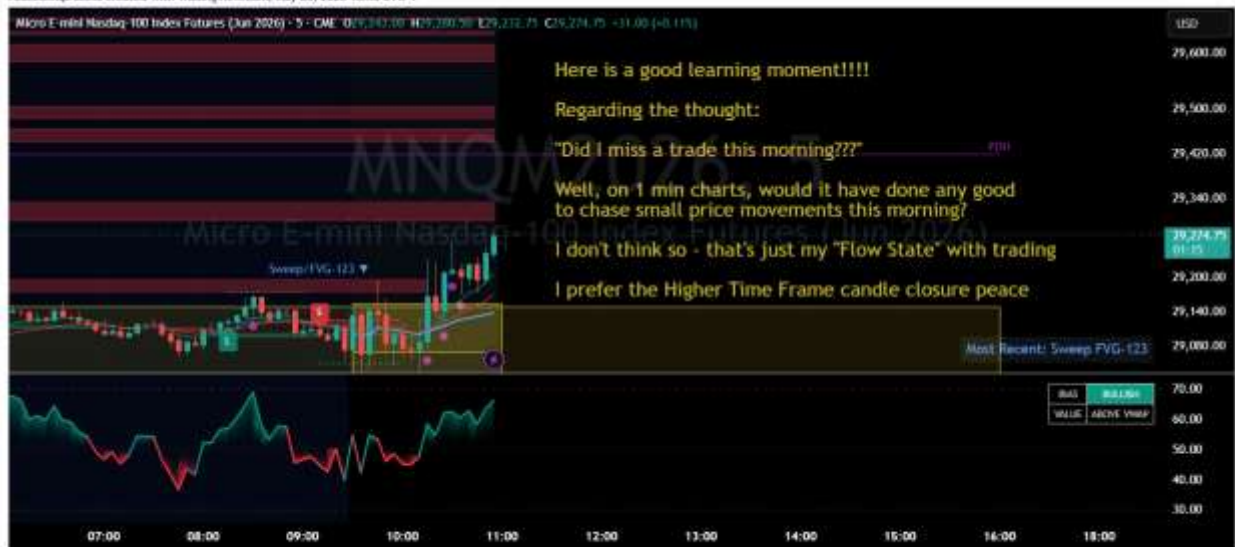 Micro E-mini Nasdaq-100 Index Futures (Jun 2026) · 5 · CME
+31.00 (+0.11%)
USD
29,600.00
Here is a good learning moment!!!!
Regarding the thought:
29,500.00
"Did I miss a trade this morning???"
29,420.00
MNQM2026, 5
Well, on 1 min charts, would it have done any good
to chase small price movements this morning?
29,340.00
Micro E-mini Nasdaq-100 Index Futures (Jun 2026)
I don't think so - that's just my "Flow State" with trading
29,274.75
Sweep/FVG-123 ▼
I prefer the Higher Time Frame candle closure peace
29,200.00
29,140.00
Most Recent: Sweep FVG-123
29,080.00
BIAS BULLISH
VALUE ABOVE VWAP
70.00
60.00
50.00
40.00
30.00
07:00 08:00 09:00 10:00 11:00 12:00 13:00 14:00 15:00 16:00 18:00